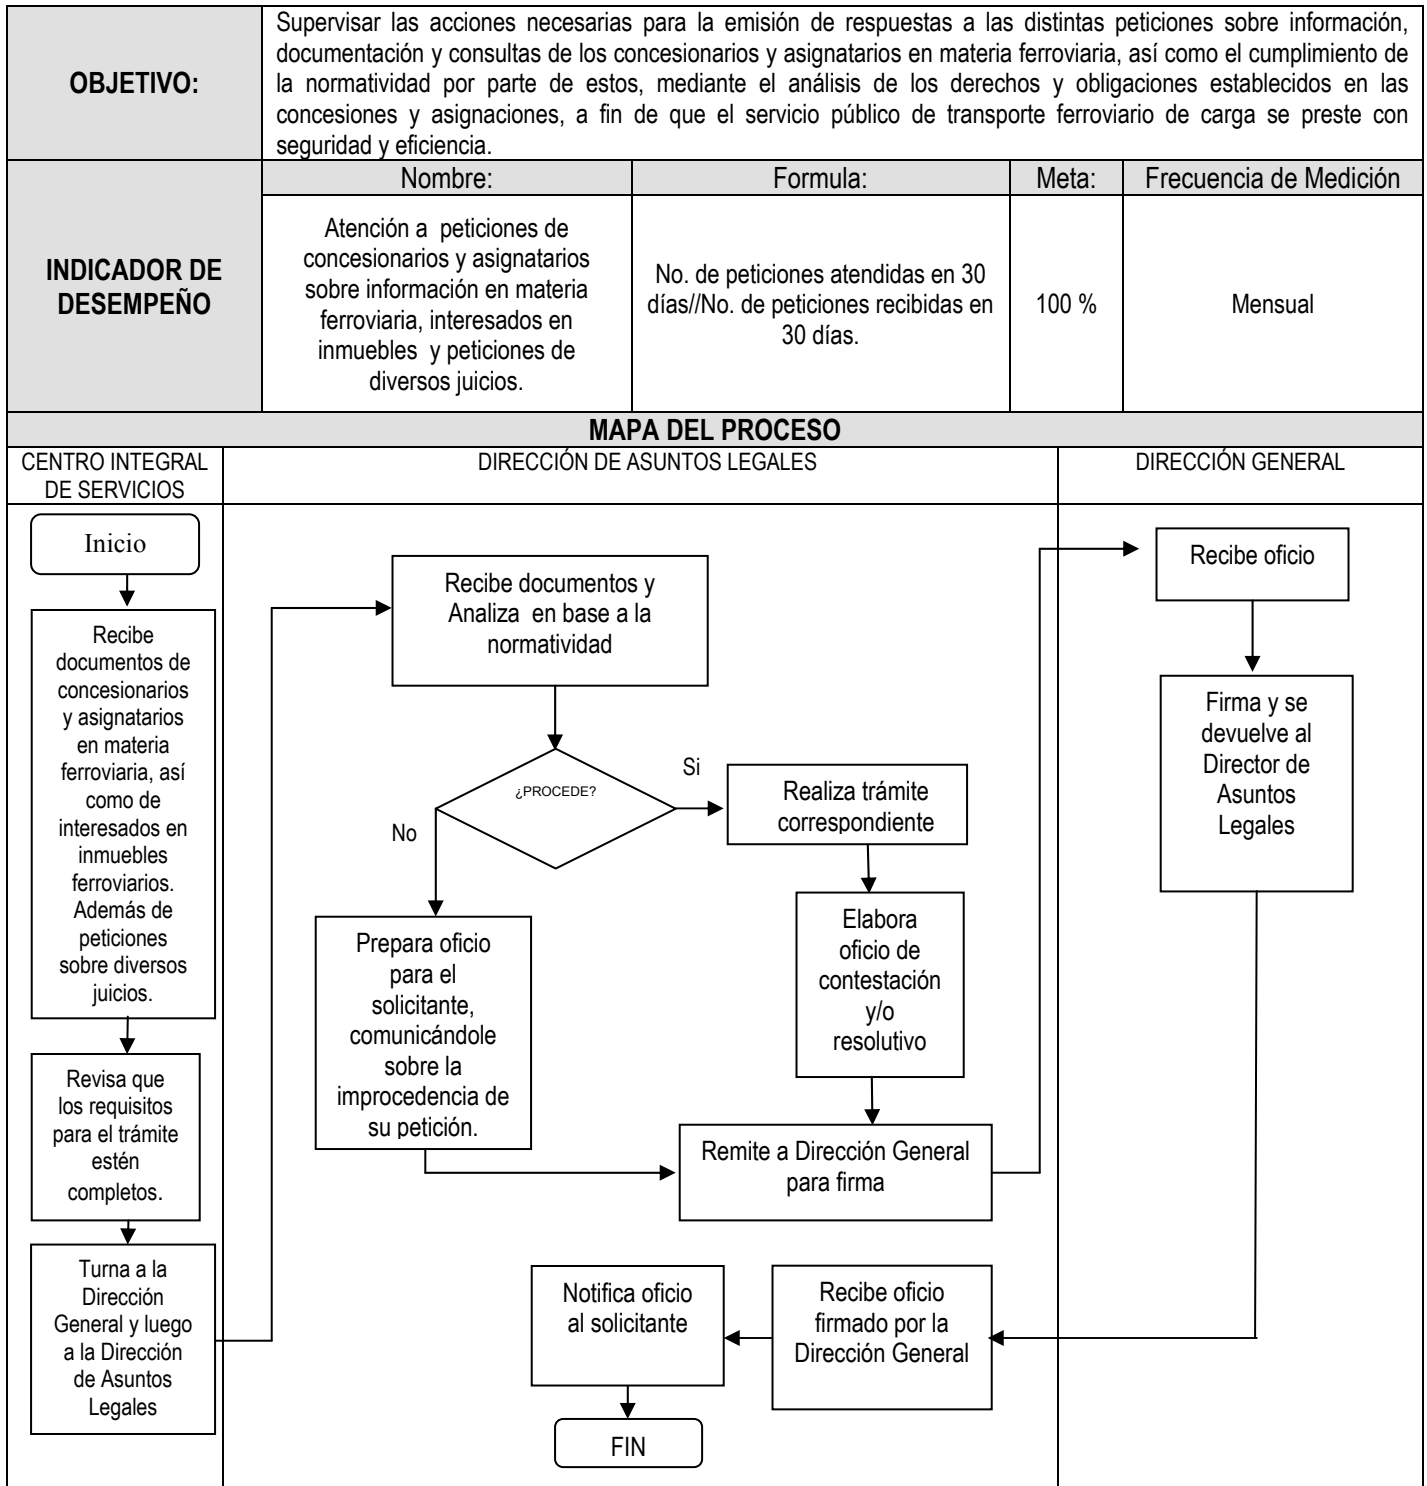 OBJETIVO:
Supervisar las acciones necesarias para la emisión de respuestas a las distintas peticiones sobre información,
documentación y consultas de los concesionarios y asignatarios en materia ferroviaria, así como el cumplimiento de
la normatividad por parte de estos, mediante el análisis de los derechos y obligaciones establecidos en las
concesiones y asignaciones, a fin de que el servicio público de transporte ferroviario de carga se preste con
seguridad y eficiencia.
INDICADOR DE
DESEMPEÑO
Nombre:
Formula:
Meta:
Frecuencia de Medición
Atención a peticiones de
concesionarios y asignatarios
sobre información en materia
ferroviaria, interesados en
inmuebles y peticiones de
diversos juicios.
No. de peticiones atendidas en 30
días//No. de peticiones recibidas en
30 días.
100 %
Mensual
MAPA DEL PROCESO
CENTRO INTEGRAL
DE SERVICIOS
DIRECCIÓN DE ASUNTOS LEGALES
DIRECCIÓN GENERAL
Inicio
Recibe
documentos de
concesionarios
y asignatarios
en materia
ferroviaria, así
como de
interesados en
inmuebles
ferroviarios.
Además de
peticiones
sobre diversos
juicios.
Revisa que
los requisitos
para el trámite
estén
completos.
Turna a la
Dirección
General y luego
a la Dirección
de Asuntos
Legales
Recibe documentos y
Analiza en base a la
normatividad
¿PROCEDE?
Si
No
Realiza trámite
correspondiente
Elabora
oficio de
contestación
y/o
resolutivo
Prepara oficio
para el
solicitante,
comunicándole
sobre la
improcedencia de
su petición.
Remite a Dirección General
para firma
Recibe oficio
Firma y se
devuelve al
Director de
Asuntos
Legales
Recibe oficio
firmado por la
Dirección General
Notifica oficio
al solicitante
FIN